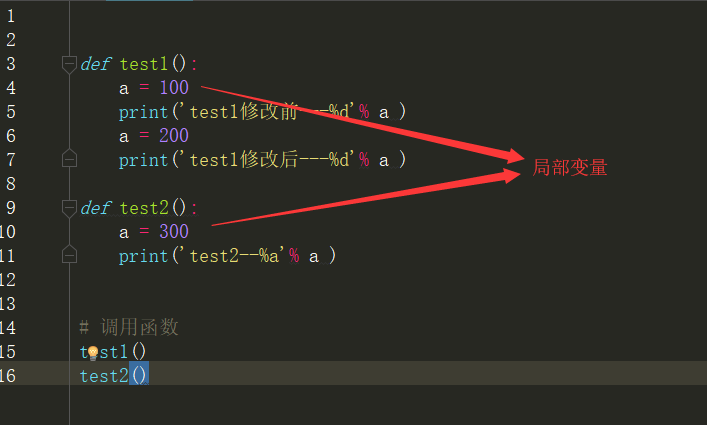 1
2
3 def test1():
4 a = 100
5 print('test1修改前---%d'% a )
6 a = 200
7 print('test1修改后---%d'% a )
局部变量
8
9 def test2():
10 a = 300
11 print('test2--%a'% a )
12
13
14 # 调用函数
15 test1()
16 test2()